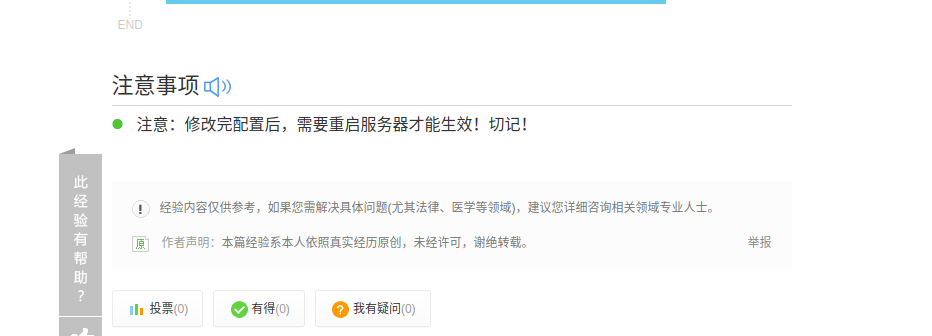 END
注意事项
注意：修改完配置后，需要重启服务器才能生效！切记！
此经验有帮助？
经验内容仅供参考，如果您需解决具体问题(尤其法律、医学等领域)，建议您详细咨询相关领域专业人士。
原 作者声明：本篇经验系本人依照真实经历原创，未经许可，谢绝转载。 举报
投票(0) 有得(0) ? 我有疑问(0)